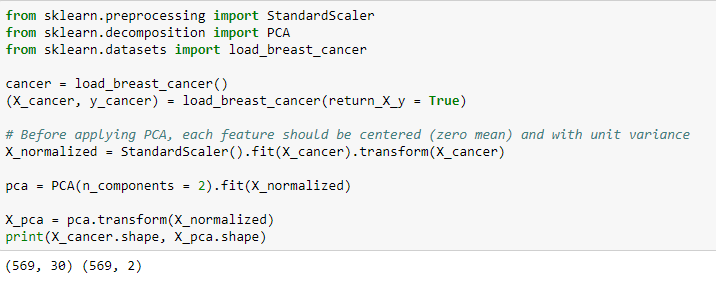 from sklearn.preprocessing import StandardScaler
from sklearn.decomposition import PCA
from sklearn.datasets import load_breast_cancer

cancer = load_breast_cancer()
(X_cancer, y_cancer) = load_breast_cancer(return_X_y = True)

# Before applying PCA, each feature should be centered (zero mean) and with unit variance
X_normalized = StandardScaler().fit(X_cancer).transform(X_cancer)

pca = PCA(n_components = 2).fit(X_normalized)

X_pca = pca.transform(X_normalized)
print(X_cancer.shape, X_pca.shape)

(569, 30) (569, 2)